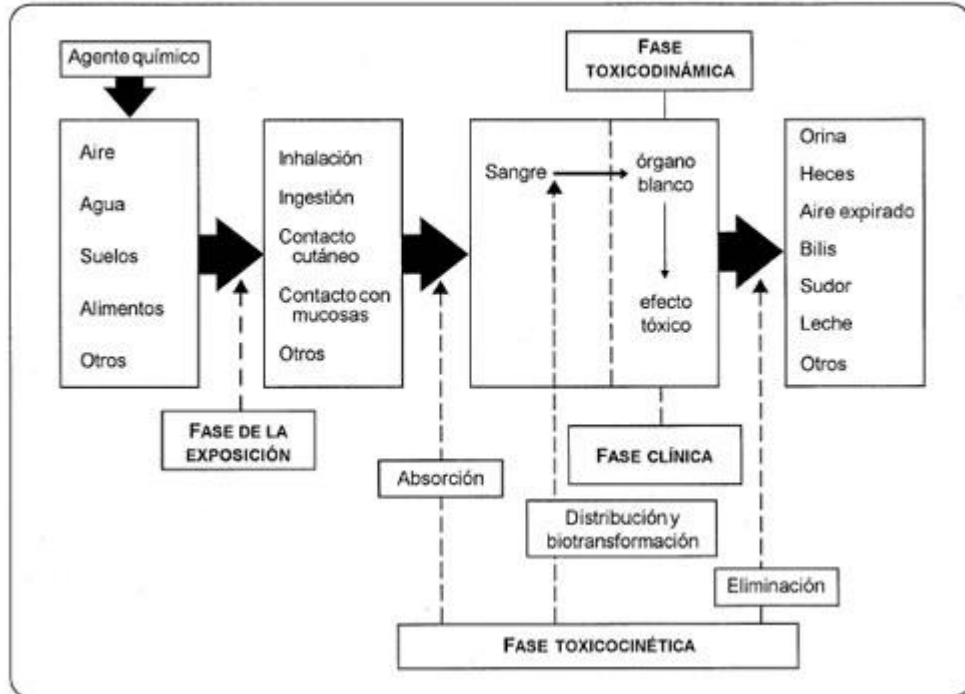 Agente químico
Aire
Agua
Suelos
Alimentos
Otros
FASE DE LA
EXPOSICIÓN
Inhalación
Ingestión
Contacto
cutáneo
Contacto con
mucosas
Otros
Absorción
FASE
TOXICODINÁMICA
Sangre
órgano
blanco
efecto
tóxico
FASE CLÍNICA
Distribución y
biotransformación
Orina
Heces
Aire expirado
Bilis
Sudor
Leche
Otros
Eliminación
FASE TOXICOCINÉTICA